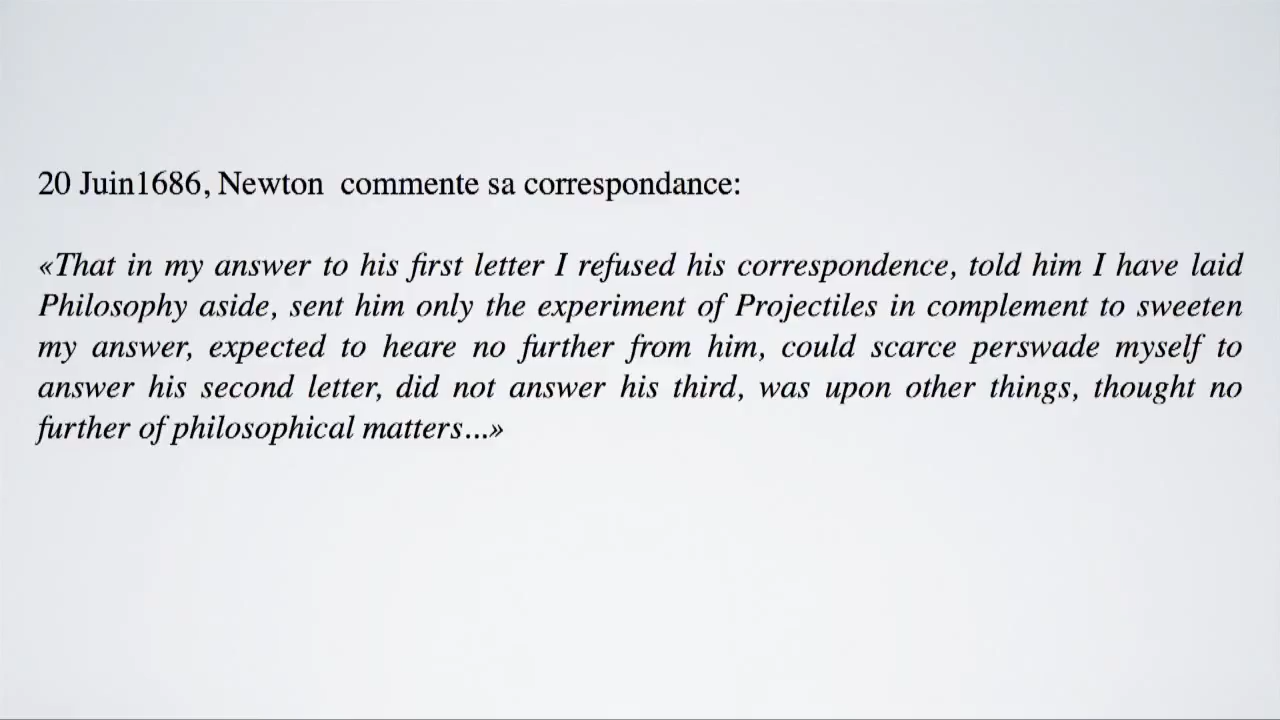 20 Juin1686, Newton  commente sa correspondance:
«That in my answer to his first letter I refused his correspondence, told him I have laid
Philosophy aside, sent him only the experiment of Projectiles in complement to sweeten
my answer, expected to heare no further from him, could scarce perswade myself to
answer his second letter, did not answer his third, was upon other things, thought no
further of philosophical matters...»